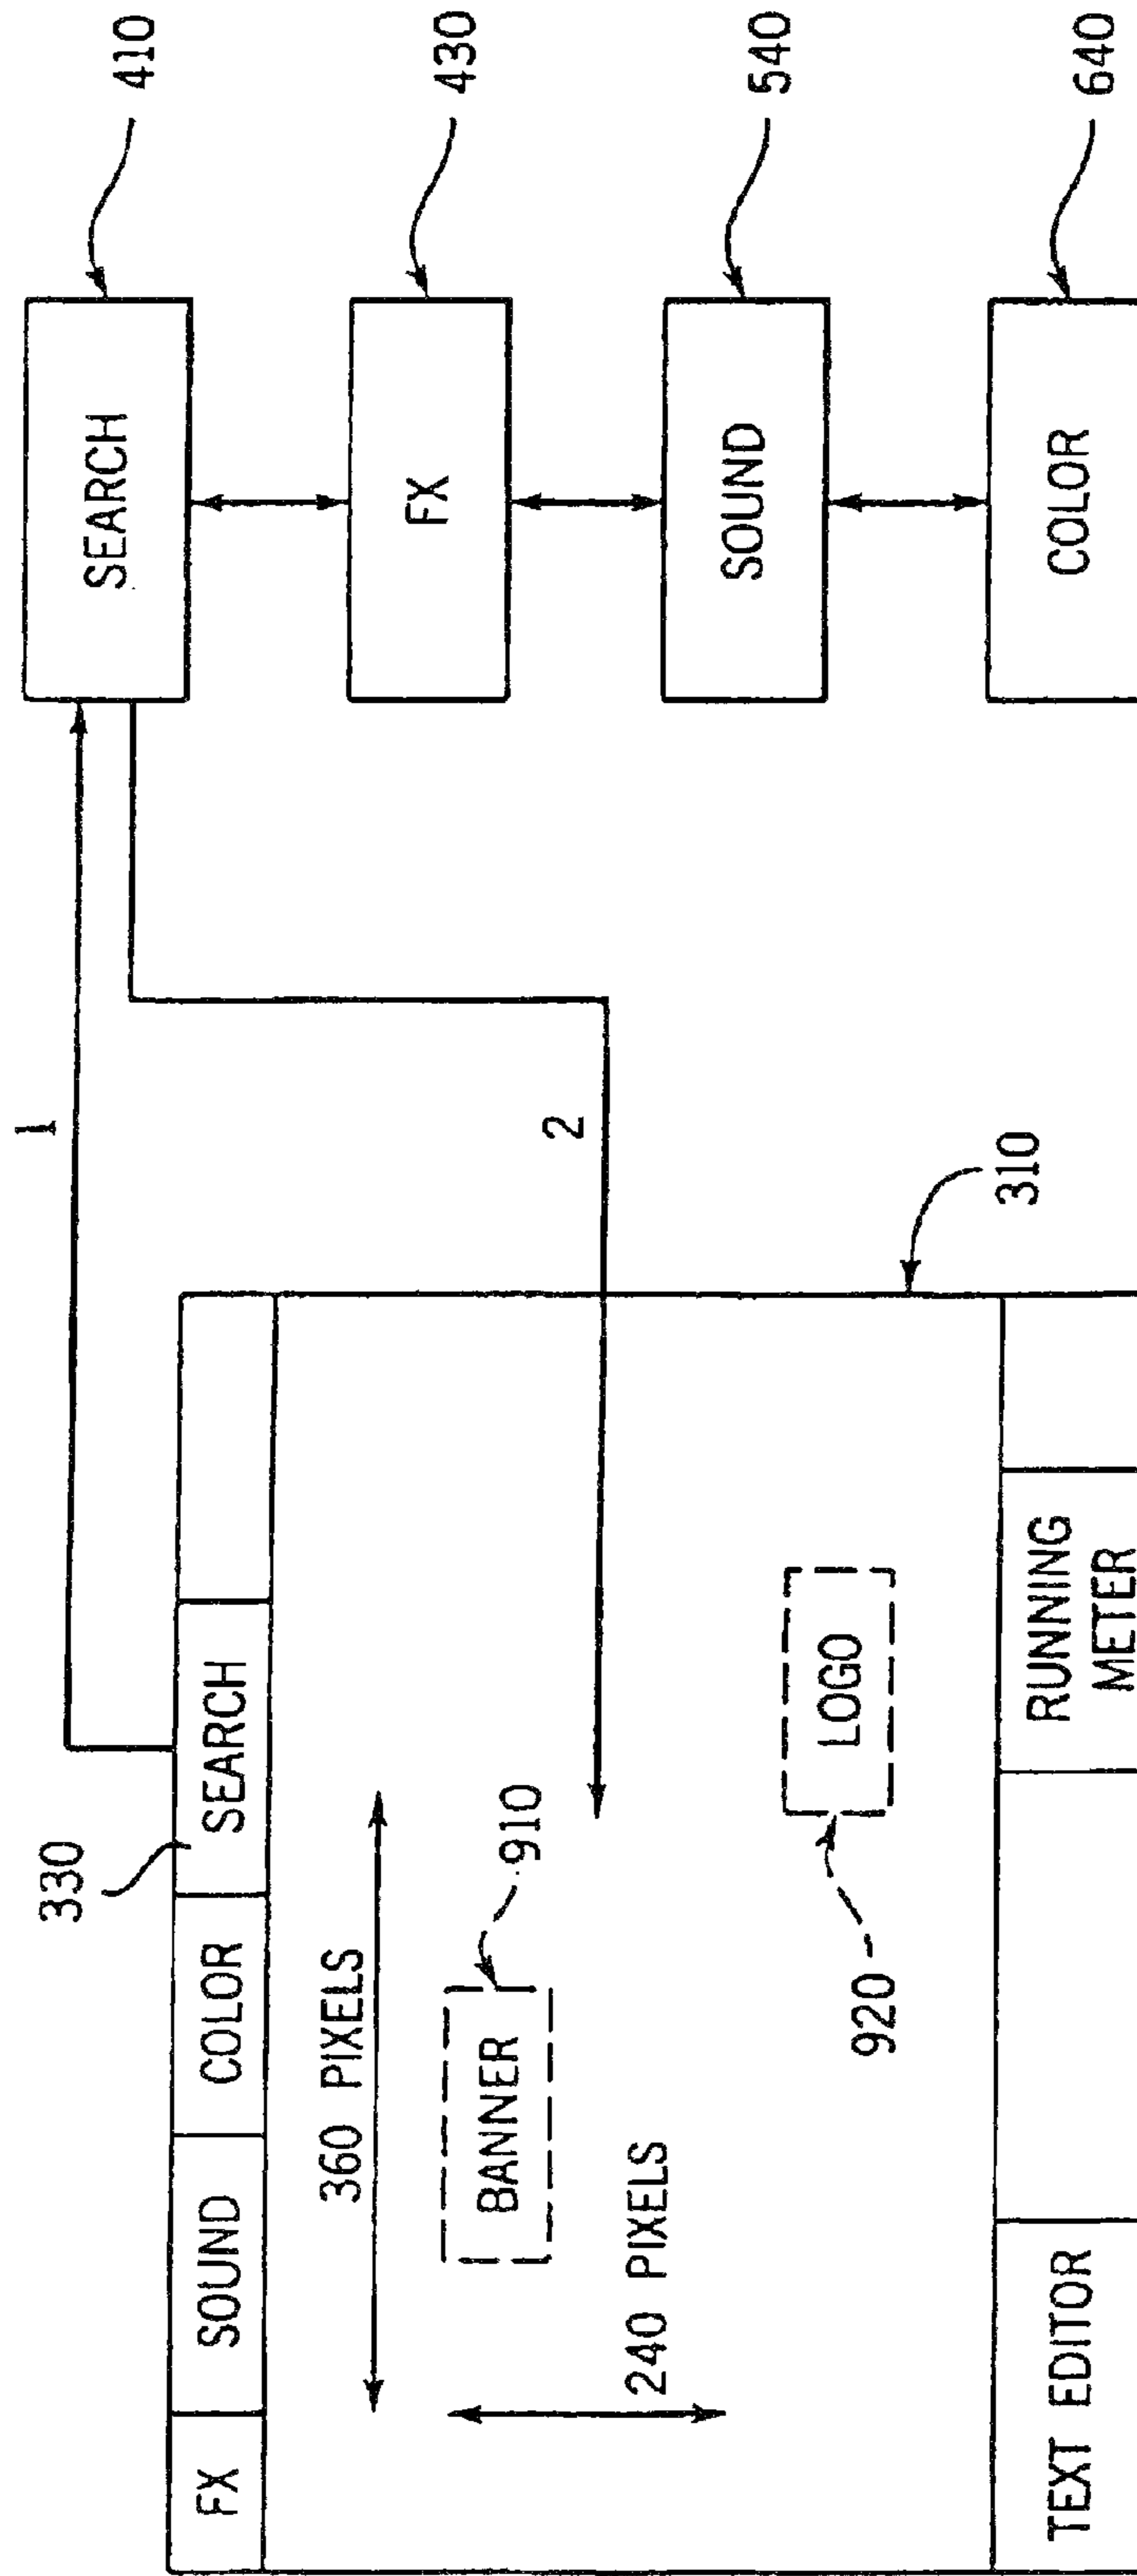 1
2
330
FX
SOUND
COLOR
SEARCH
360 PIXELS
BANNER
910
240 PIXELS
LOGO
920
310
TEXT EDITOR
RUNNING
METER
SEARCH
410
FX
430
SOUND
540
COLOR
640